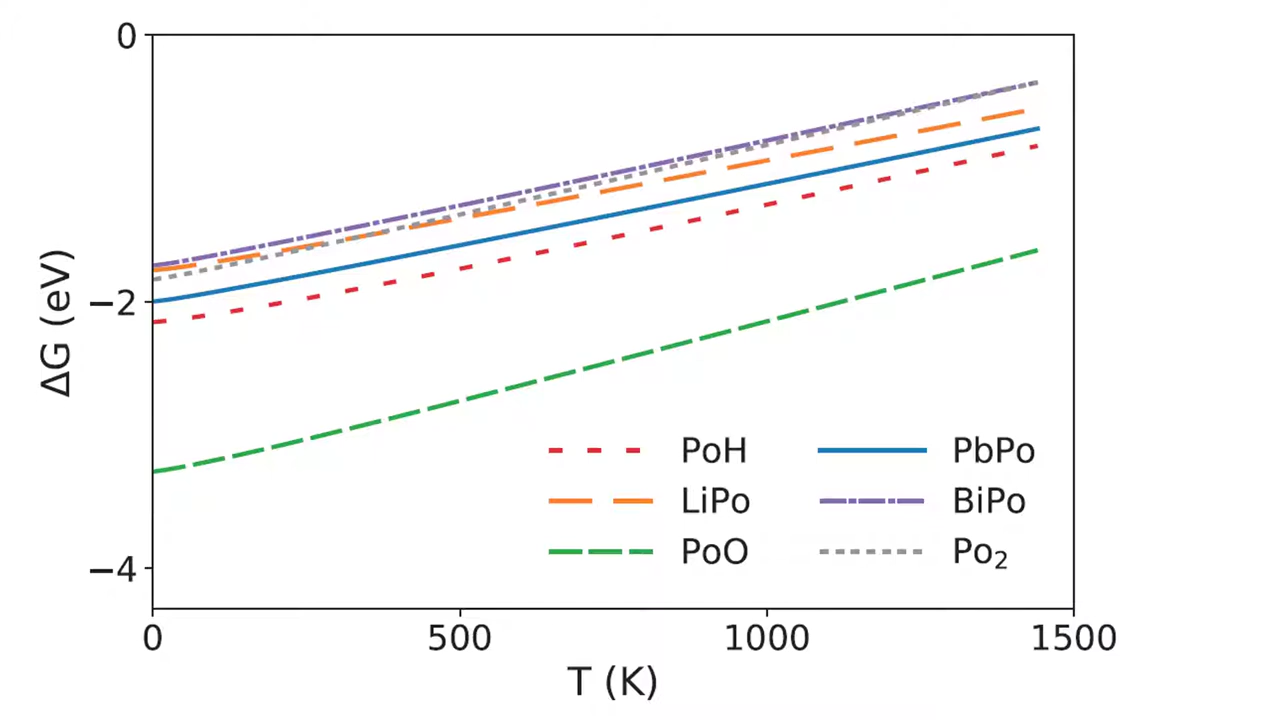 0
−2
−4
ΔG (eV)
PoH
PbPo
LiPo
BiPo
PoO
Po₂
0
500
1000
1500
T (K)